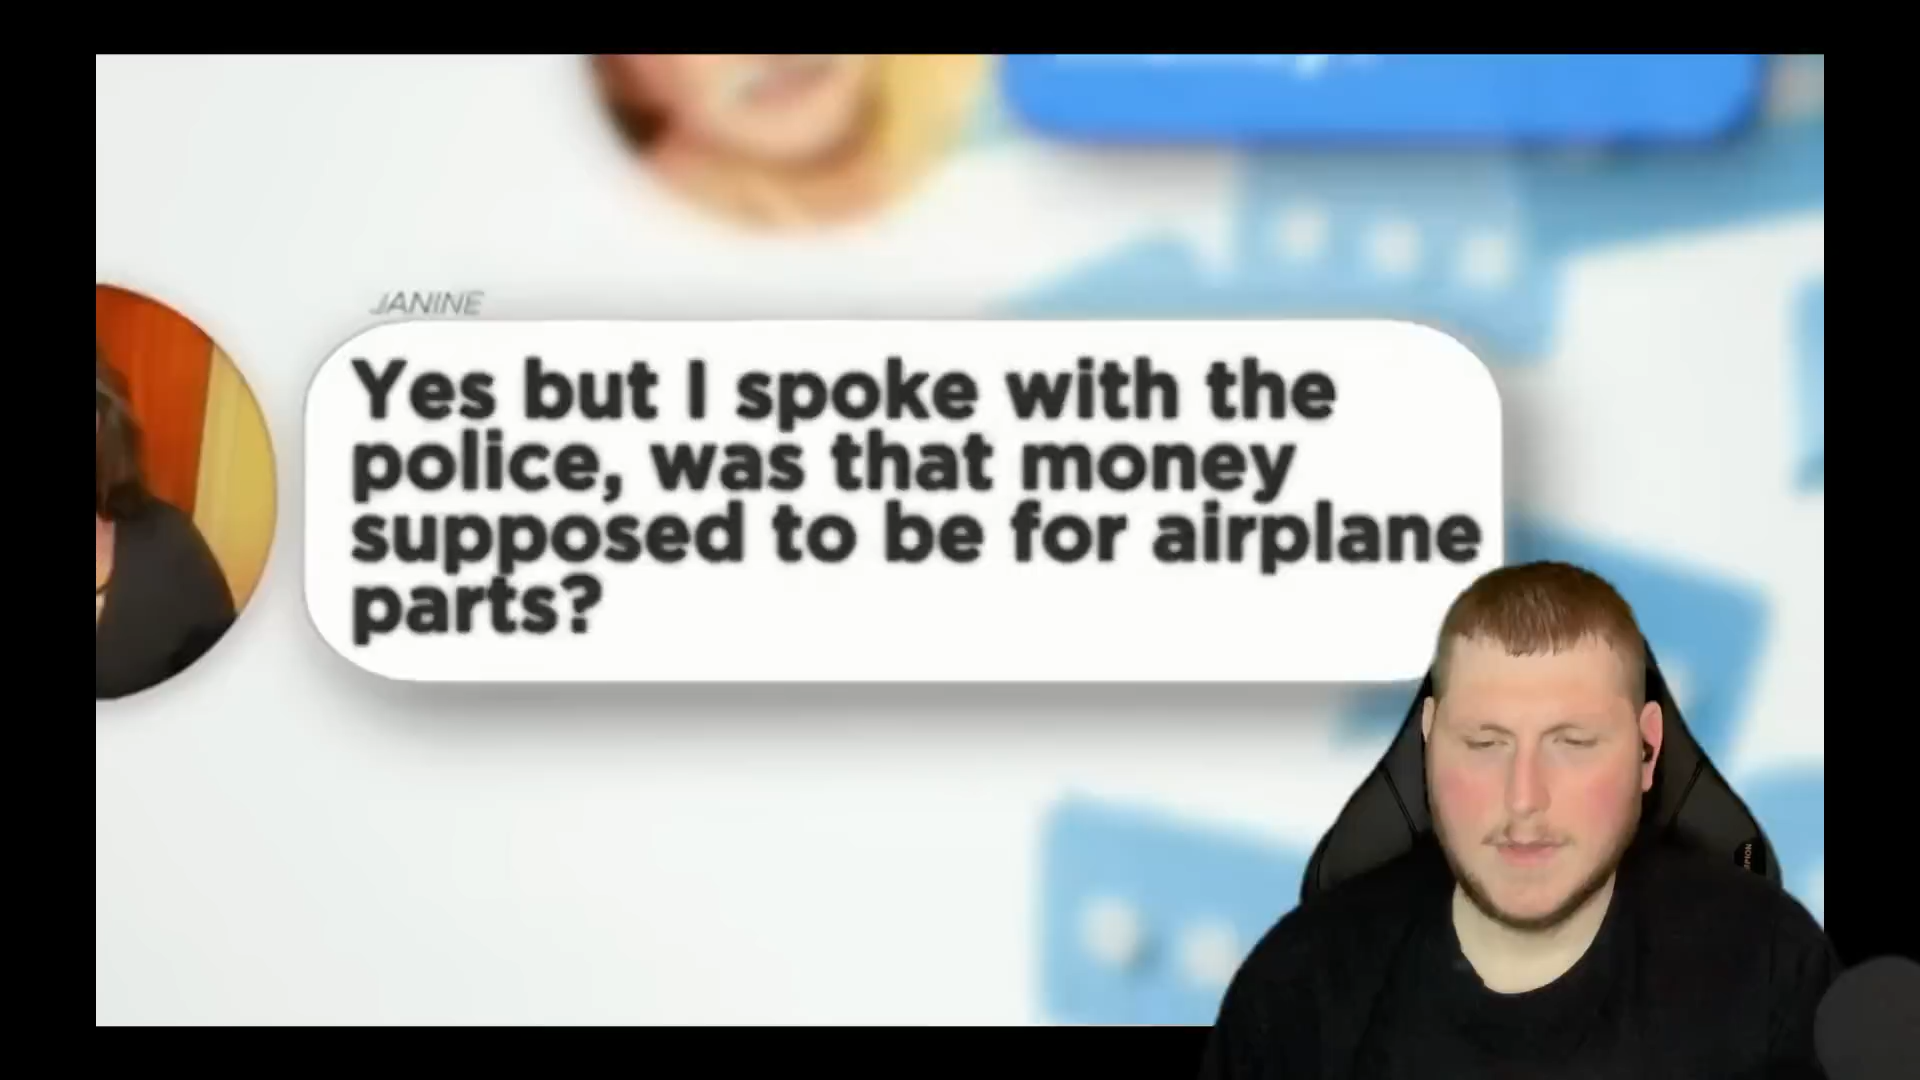 JANINE
Yes but I spoke with the
police, was that money
supposed to be for airplane
parts?